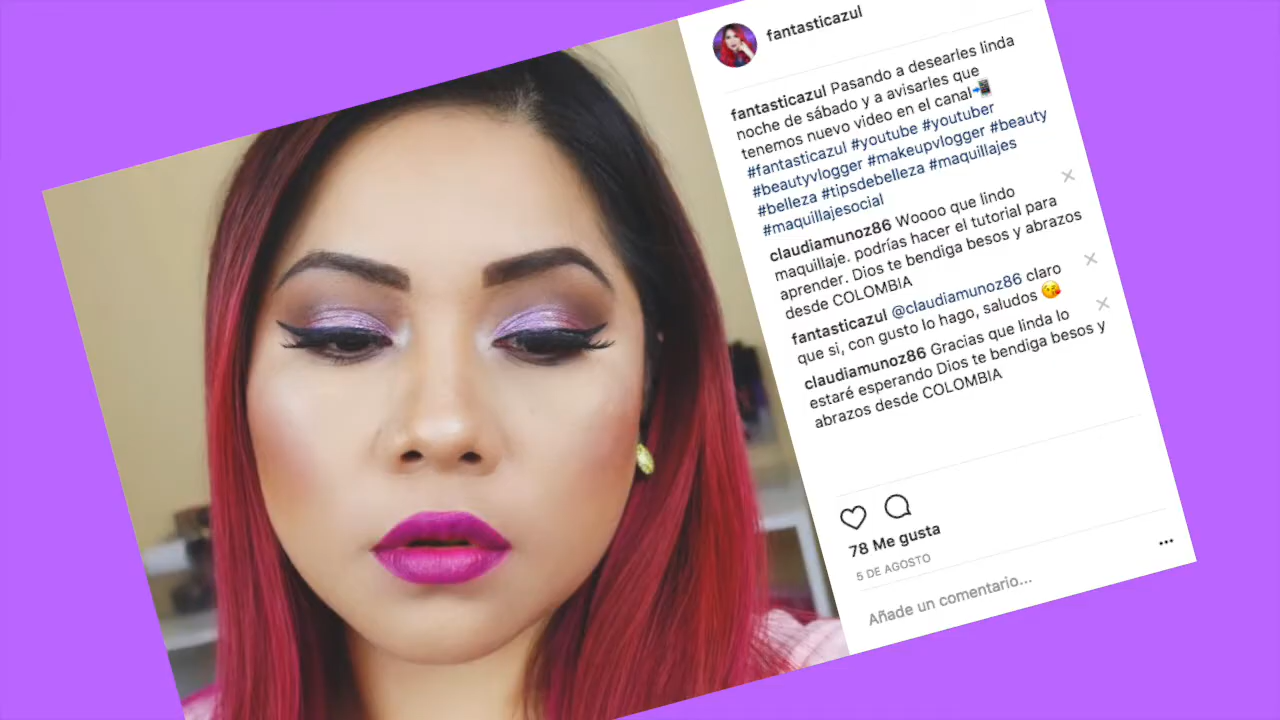 fantasticazul
fantasticazul Pasando a desearles linda
noche de sábado y a avisarles que
tenemos nuevo video en el canal📲
#fantasticazul #youtube #youtuber
#beautyvlogger #makeupvlogger #beauty
#belleza #tipsdebelleza #maquillajes
#maquillajesocial
claudiamunoz86 Woooo que lindo
maquillaje. podrías hacer el tutorial para
aprender. Dios te bendiga besos y abrazos
desde COLOMBIA
fantasticazul @claudiamunoz86 claro
que si, con gusto lo hago, saludos 😘
claudiamunoz86 Gracias que linda lo
estaré esperando Dios te bendiga besos y
abrazos desde COLOMBIA
78 Me gusta
5 DE AGOSTO
Añade un comentario...